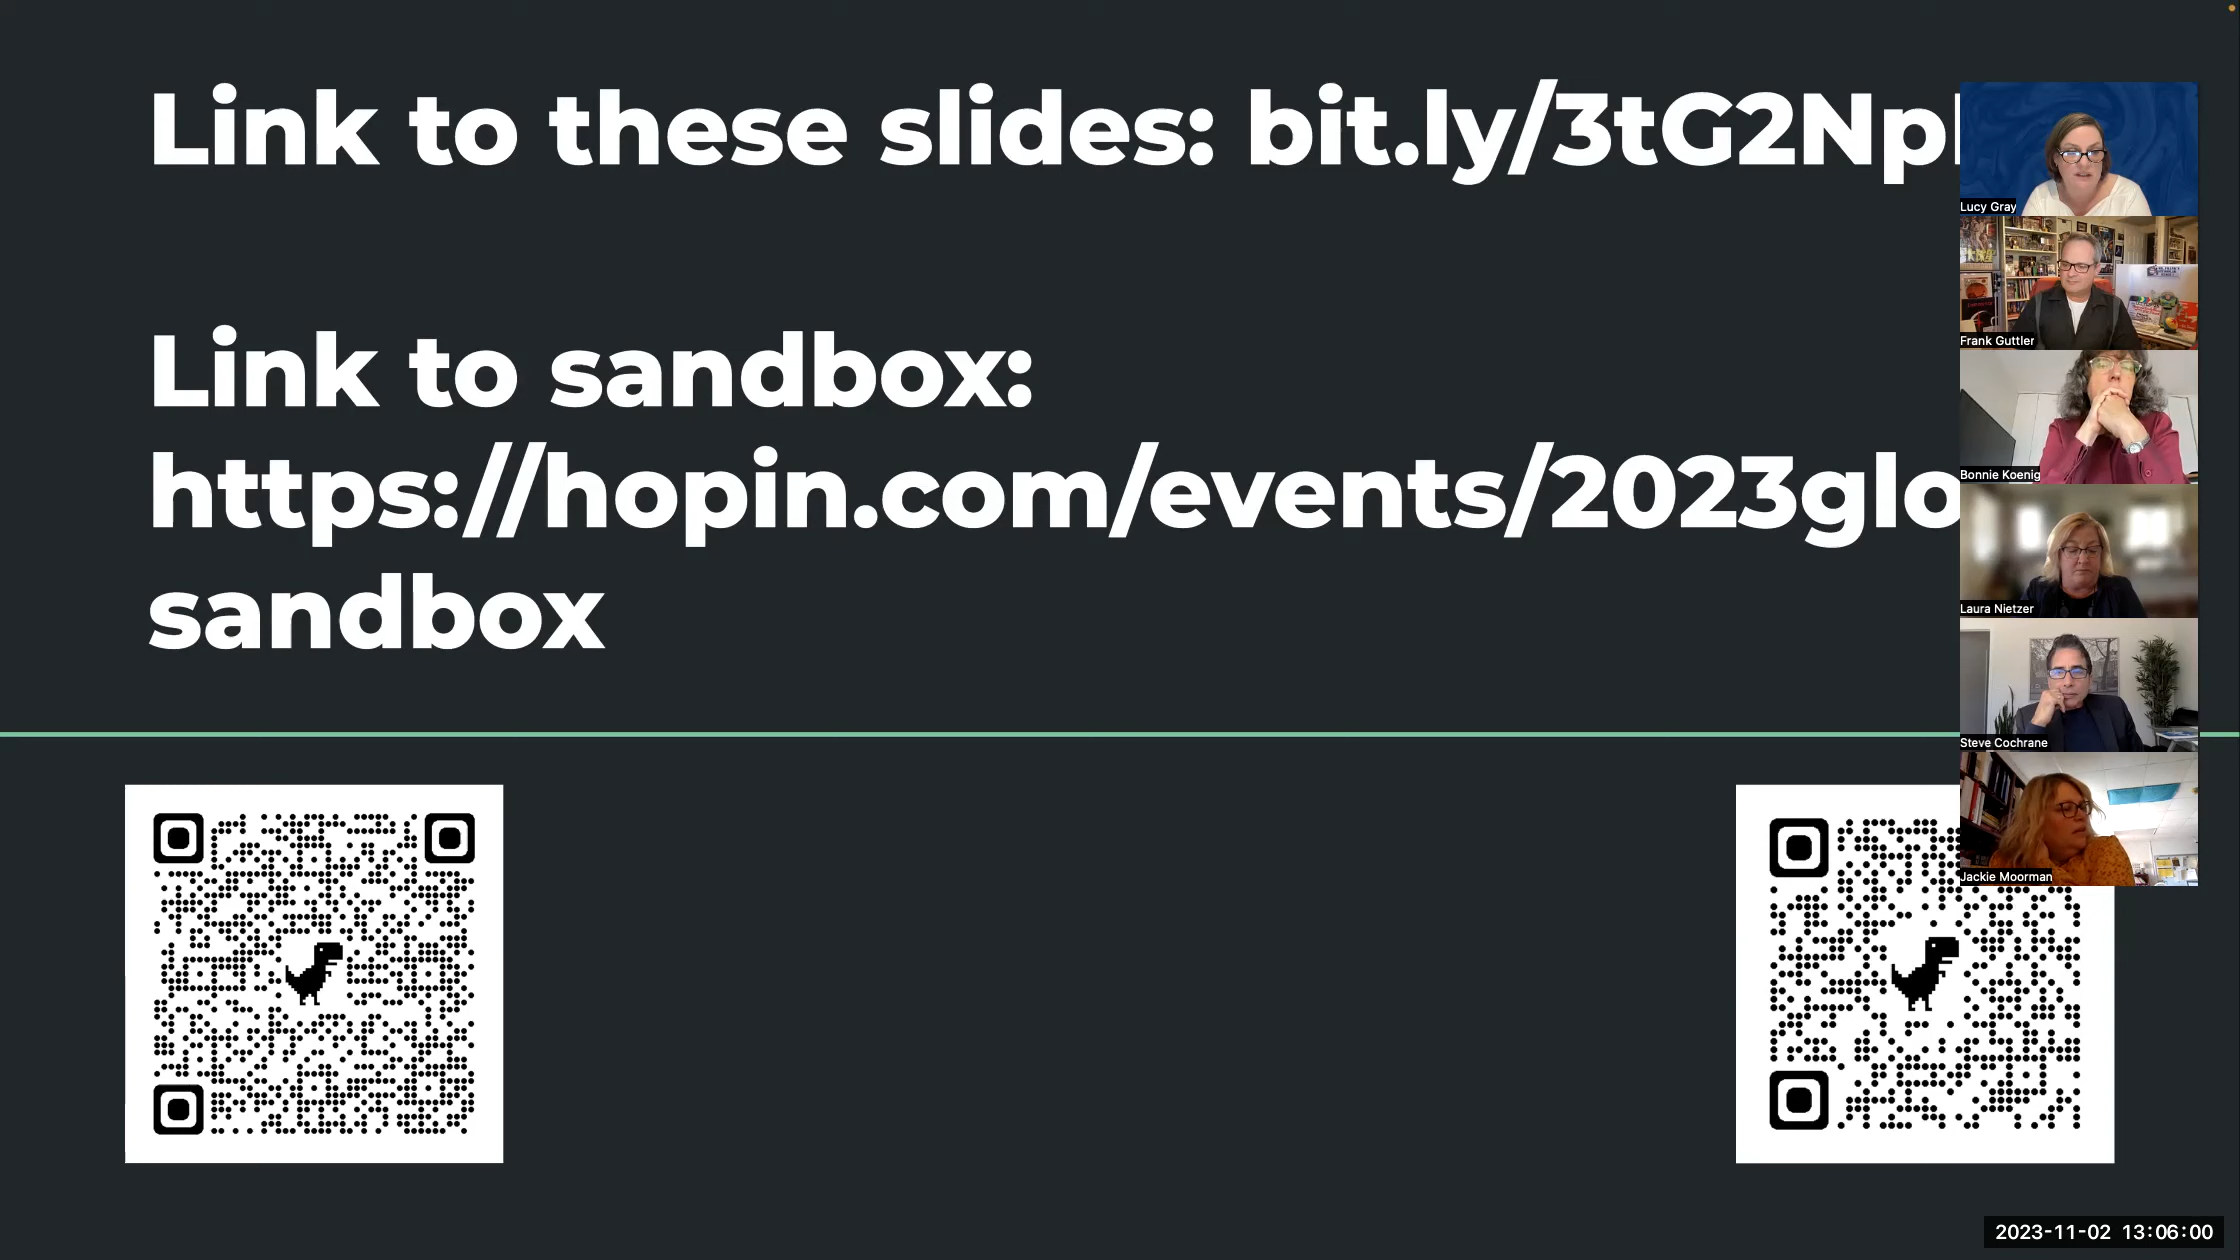 Link to these slides: bit.ly/3tG2Np
Link to sandbox:
https://hopin.com/events/2023glo
sandbox
Lucy Gray
Frank Guttler
Bonnie Koenig
Laura Nietzer
Steve Cochrane
Jackie Moorman
2023-11-02 13:06:00